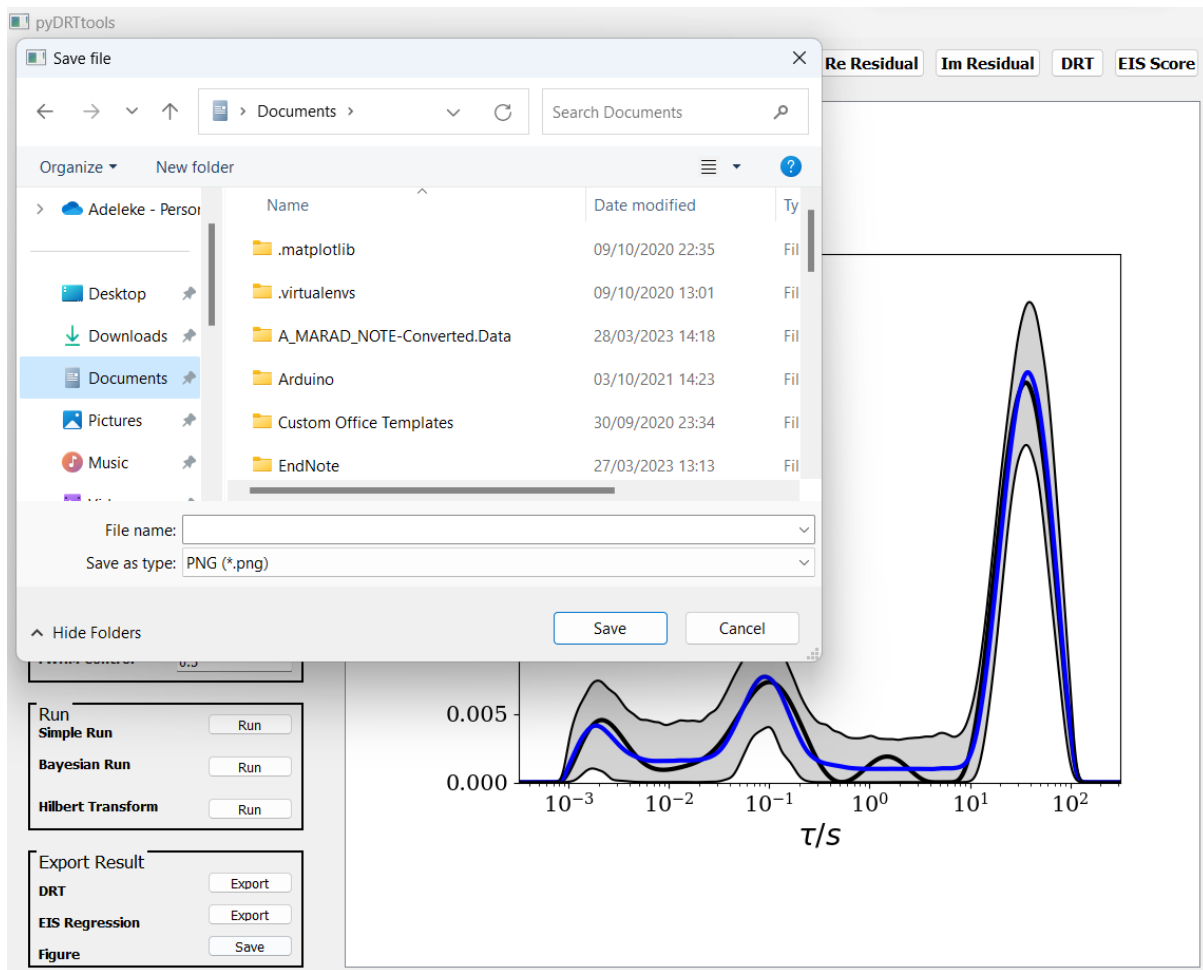 pyDRTtools
Save file
Re Residual Im Residual DRT EIS Score
Documents
Search Documents
Organize New folder
?
Adeleke - Person
Name Date modified Ty
.matplotlib 09/10/2020 22:35 Fil
Desktop
.virtualenvs 09/10/2020 13:01 Fil
Downloads
A_MARAD_NOTE-Converted.Data 28/03/2023 14:18 Fil
Documents
Arduino 03/10/2021 14:23 Fil
Pictures
Custom Office Templates 30/09/2020 23:34 Fil
Music
EndNote 27/03/2023 13:13 Fil
File name:
Save as type: PNG (*.png)
Hide Folders
Save Cancel
0.5
Run
Simple Run Run
Bayesian Run Run
Hilbert Transform Run
Export Result
DRT Export
EIS Regression Export
Figure Save
0.005
0.000
10⁻³ 10⁻² 10⁻¹ 10⁰ 10¹ 10²
τ/s